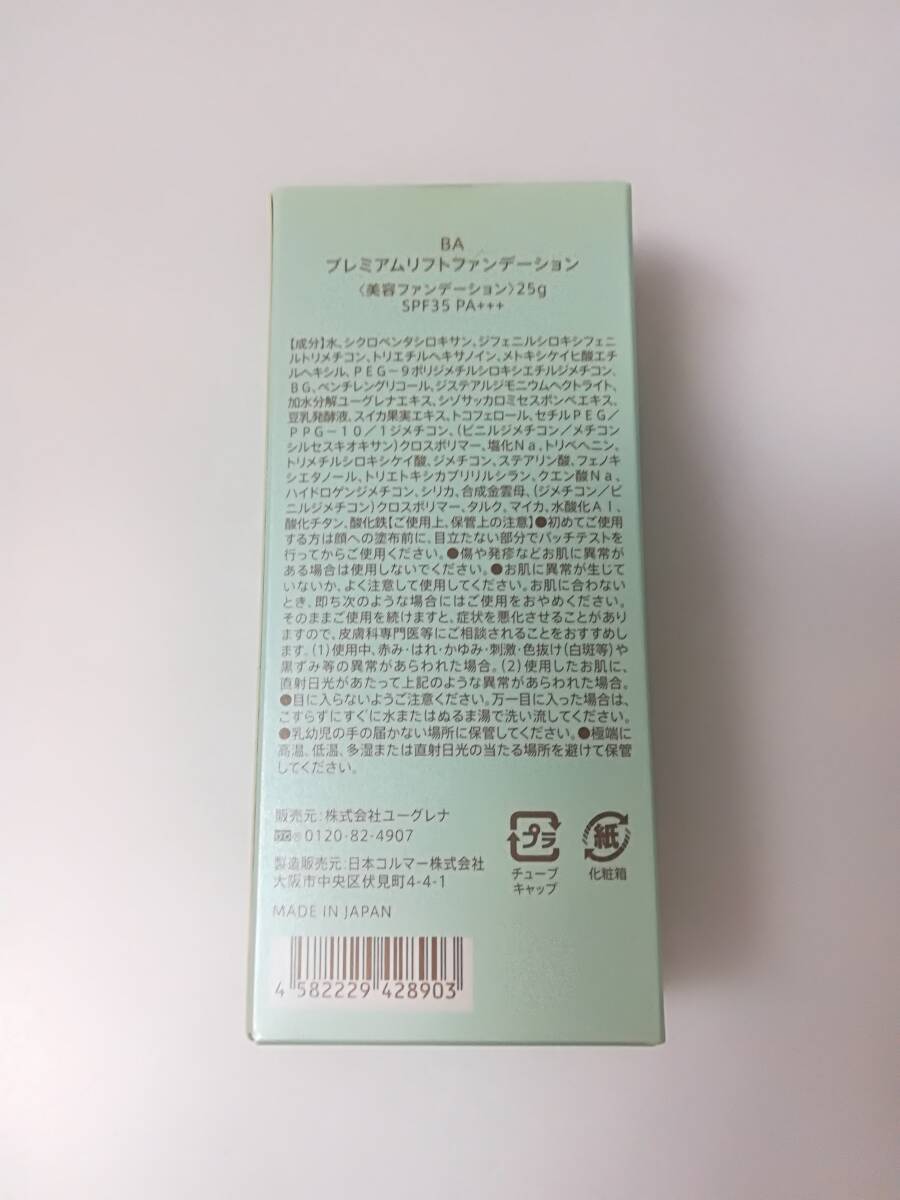 BA
プレミアムリフトファンデーション
〈美容ファンデーション〉25g
SPF35 PA+++
【成分】水、シクロペンタシロキサン、ジフェニルシロキシフェニ
ルトリメチコン、トリエチルヘキサノイン、メトキシケイヒ酸エチ
ルヘキシル、PEG-9ポリジメチルシロキシエチルジメチコン、
BG、ペンチレングリコール、ジステアルジモニウムヘクトライト、
加水分解ユーグレナエキス、シゾサッカロミセスポンベエキス、
豆乳発酵液、スイカ果実エキス、トコフェロール、セチルPEG/
PPG-10/1ジメチコン、(ビニルジメチコン/メチコン
シルセスキオキサン)クロスポリマー、塩化Na、トリベヘニン、
トリメチルシロキシケイ酸、ジメチコン、ステアリン酸、フェノキ
シエタノール、トリエトキシカプリリルシラン、クエン酸Na、
ハイドロゲンジメチコン、シリカ、合成金雲母、(ジメチコン/ビ
ニルジメチコン)クロスポリマー、タルク、マイカ、水酸化Al、
酸化チタン、酸化鉄【ご使用上、保管上の注意】●初めてご使用
する方は顔への塗布前に、目立たない部分でパッチテストを
行ってからご使用ください。●傷や発疹などお肌に異常が
ある場合は使用しないでください。●お肌に異常が生じて
いないか、よく注意して使用してください。お肌に合わない
とき、即ち次のような場合にはご使用をおやめください。
そのままご使用を続けますと、症状を悪化させることがあり
ますので、皮膚科専門医等にご相談されることをおすすめし
ます。(1)使用中、赤み・はれ・かゆみ・刺激・色抜け(白斑等)や
黒ずみ等の異常があらわれた場合。(2)使用したお肌に、
直射日光があたって上記のような異常があらわれた場合。
●目に入らないようご注意ください。万一目に入った場合は、
こすらずにすぐに水またはぬるま湯で洗い流してください。
●乳幼児の手の届かない場所に保管してください。●極端に
高温、低温、多湿または直射日光の当たる場所を避けて保管
してください。
販売元:株式会社ユーグレナ
0120-82-4907
製造販売元:日本コルマー株式会社
大阪市中央区伏見町4-4-1
MADE IN JAPAN
プラ
チューブ
キャップ
紙
化粧箱
4 582229 428903